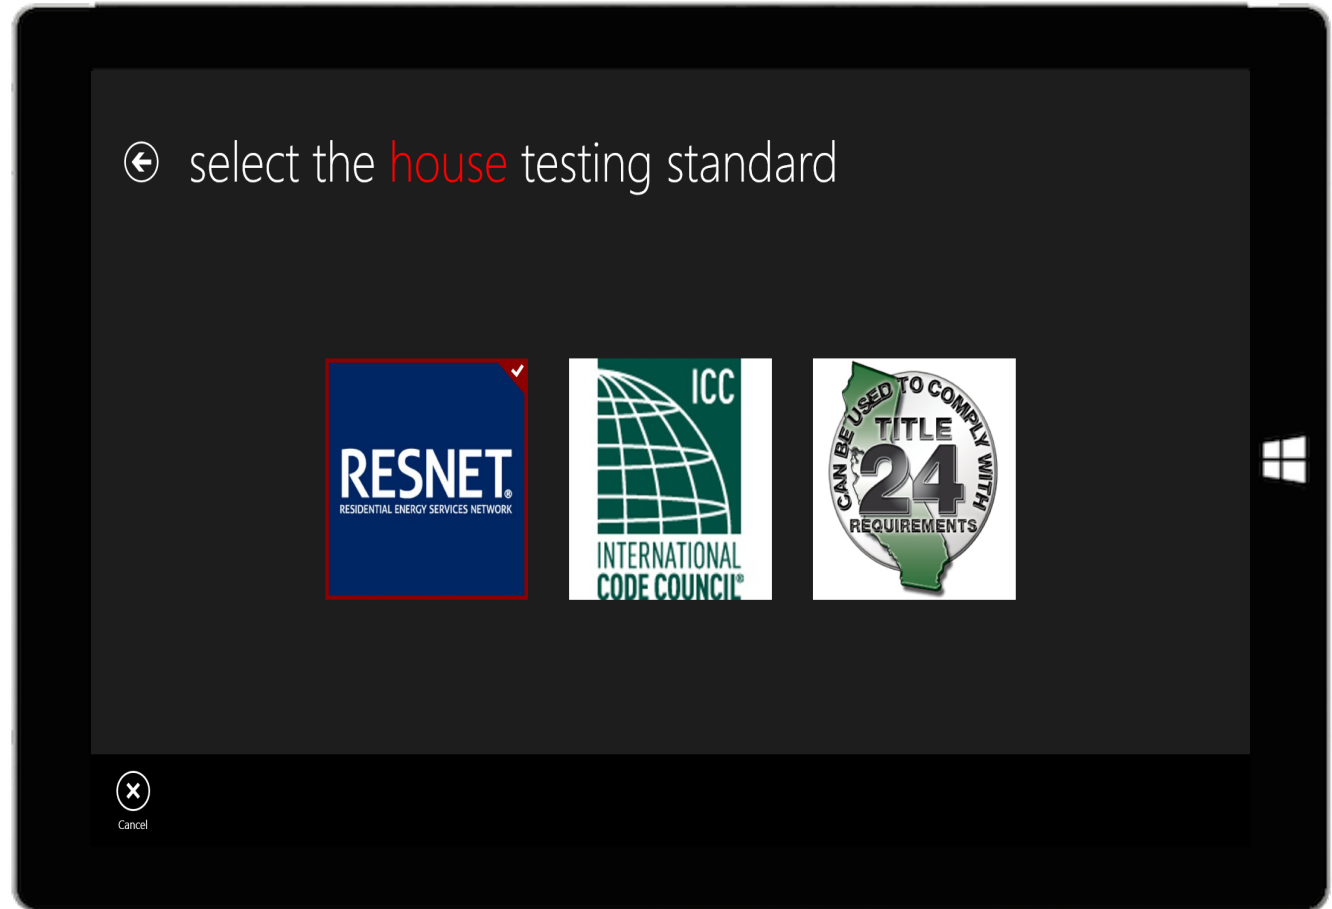 select the house testing standard
RESNET®
RESIDENTIAL ENERGY SERVICES NETWORK
ICC
INTERNATIONAL
CODE COUNCIL®
CAN BE USED TO COMPLY WITH
TITLE
24
REQUIREMENTS
Cancel